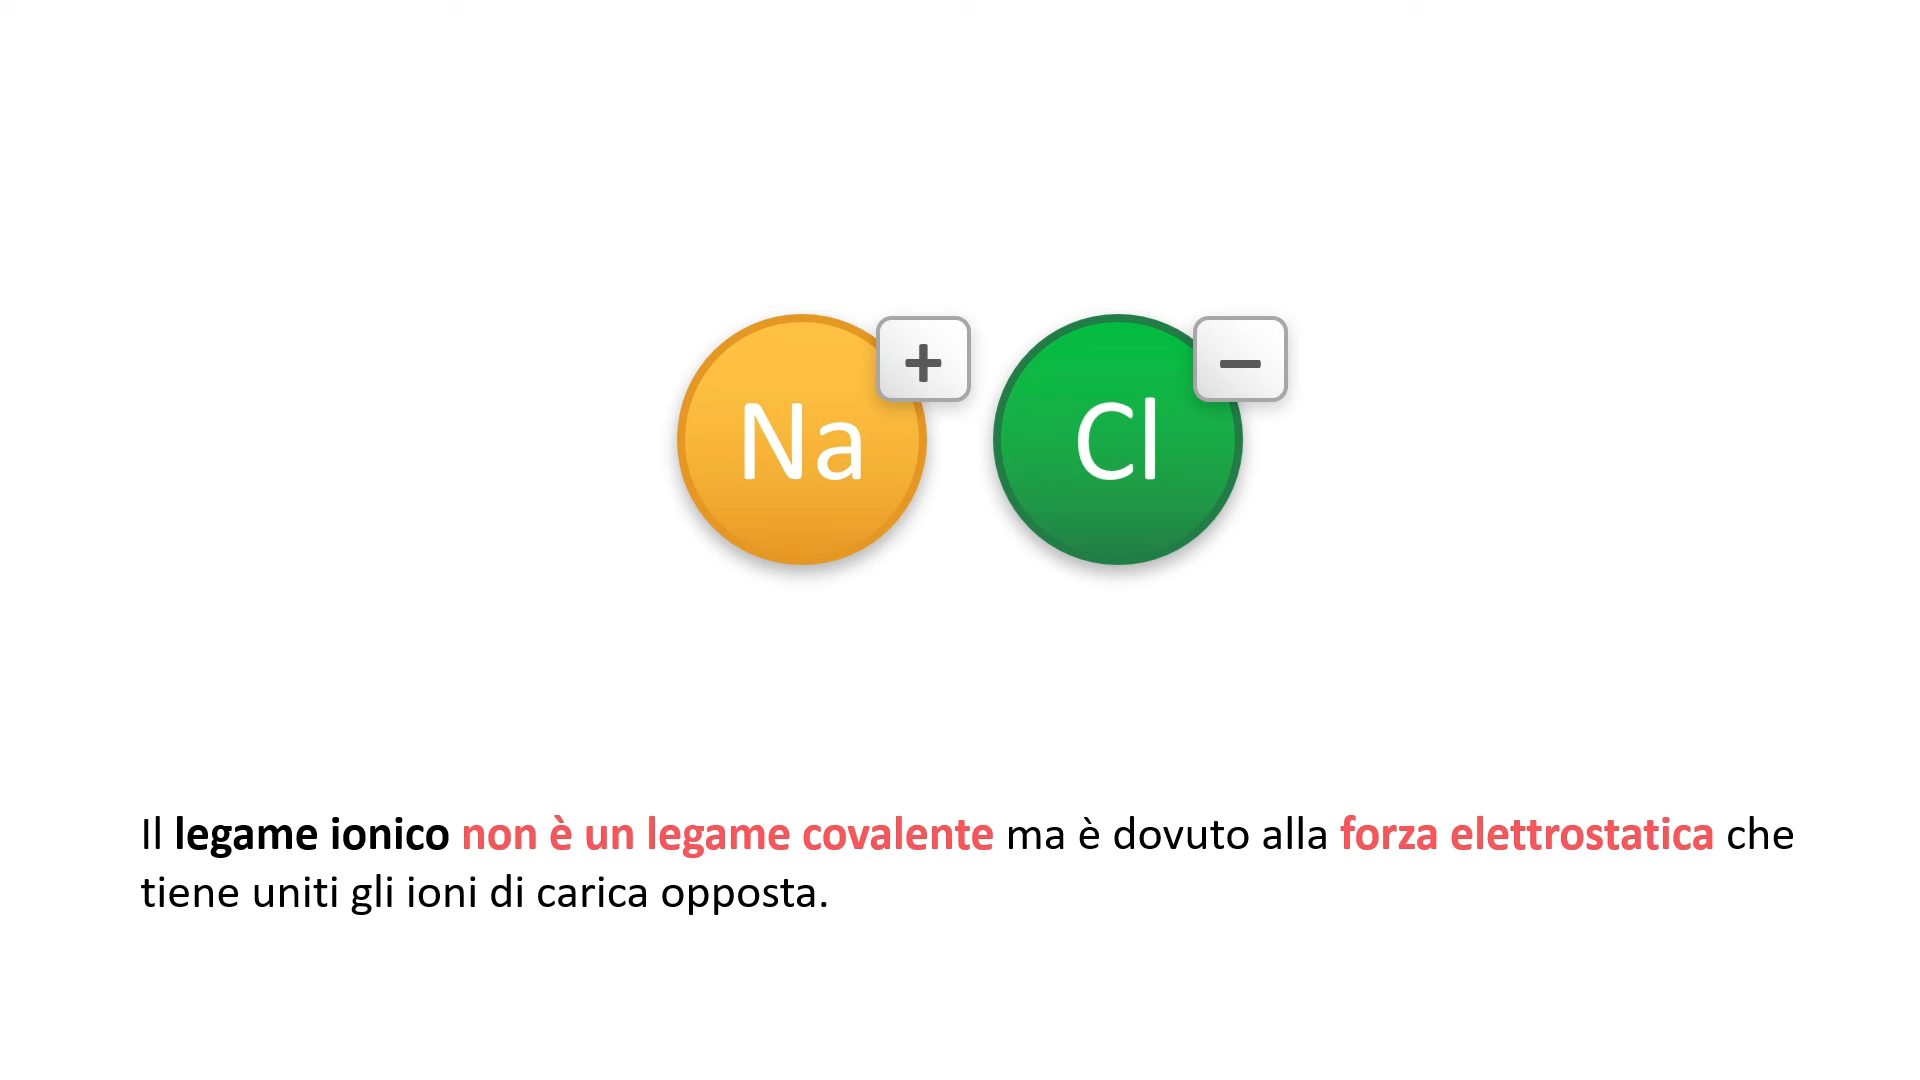 Na +
Cl –
Il legame ionico non è un legame covalente ma è dovuto alla forza elettrostatica che
tiene uniti gli ioni di carica opposta.